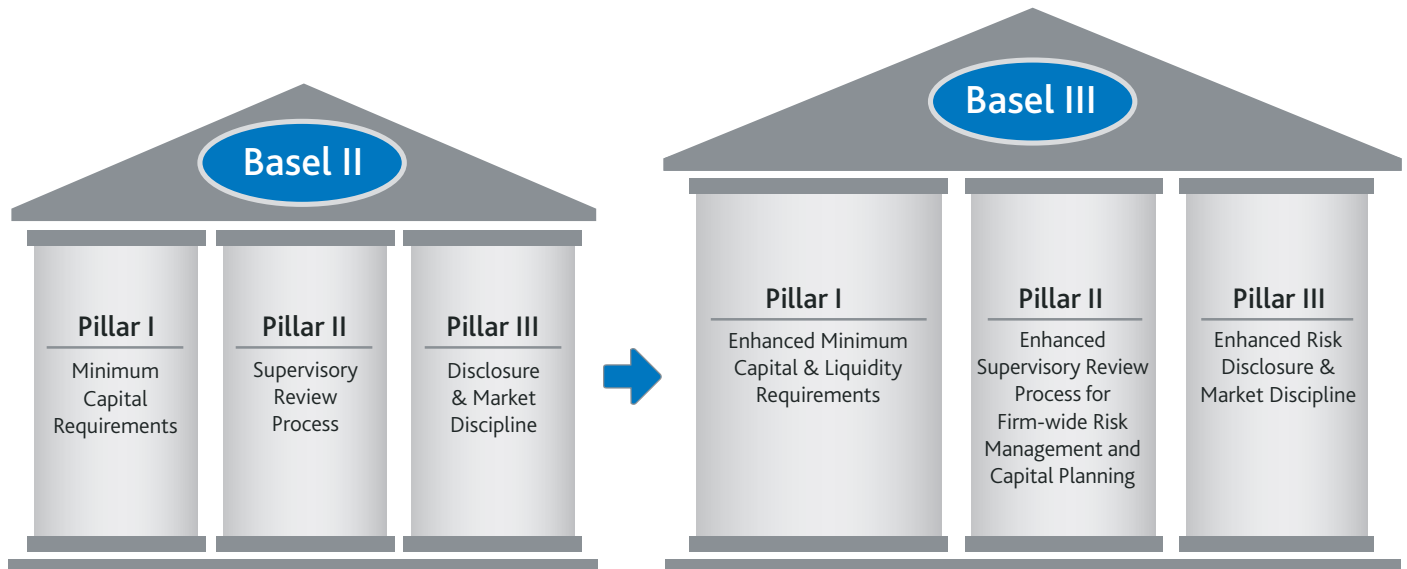 Basel II
Pillar I
Minimum
Capital
Requirements
Pillar II
Supervisory
Review
Process
Pillar III
Disclosure
& Market
Discipline
Basel III
Pillar I
Enhanced Minimum
Capital & Liquidity
Requirements
Pillar II
Enhanced
Supervisory Review
Process for
Firm-wide Risk
Management and
Capital Planning
Pillar III
Enhanced Risk
Disclosure &
Market Discipline